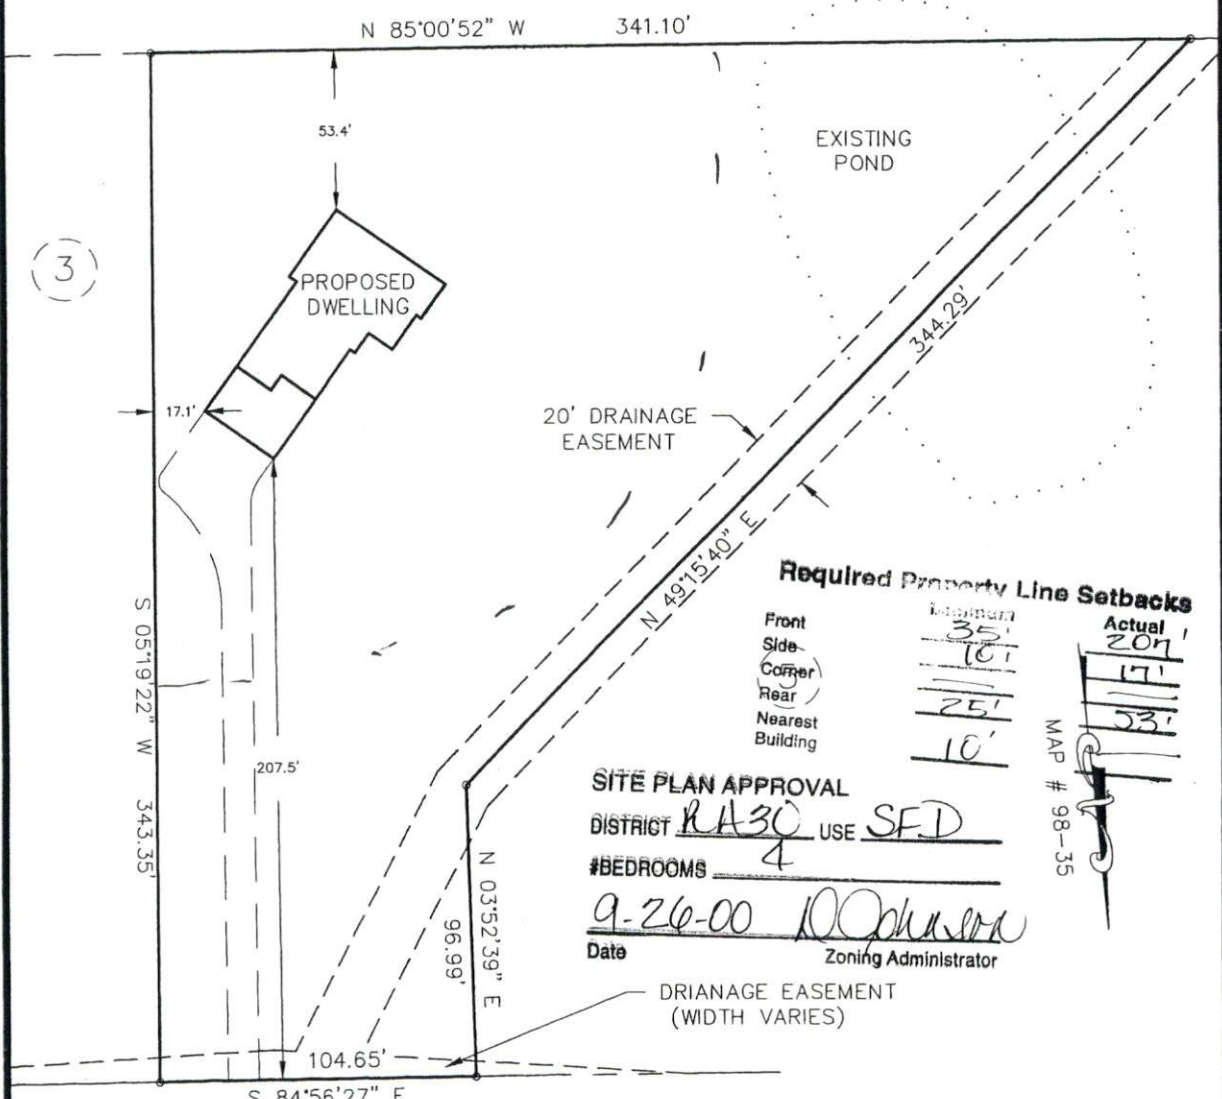 N 85°00'52" W 341.10'
53.4'
EXISTING
POND
3
PROPOSED
DWELLING
17.1'
344.29'
20' DRAINAGE
EASEMENT
N 49°15'40" E
S 05°19'22" W 343.35'
207.5'
Required Property Line Setbacks
Minimum Actual
Front 35' 207'
Side 10' 17'
Corner
5
Rear 25' 53'
Nearest
Building 10'
MAP # 98-35
SITE PLAN APPROVAL
DISTRICT RA30 USE SFD
#BEDROOMS 4
9-26-00 D Johnson
Date Zoning Administrator
N 03°52'39" E
96.99'
DRIANAGE EASEMENT
(WIDTH VARIES)
104.65'
S 84°56'27" E